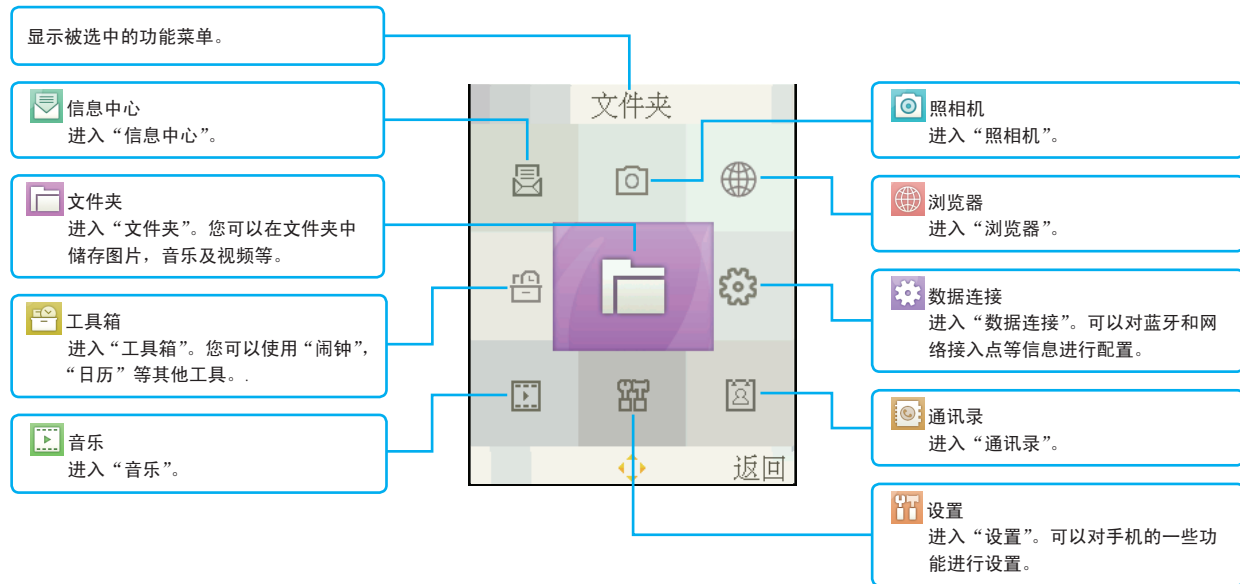 显示被选中的功能菜单。
信息中心
进入“信息中心”。
文件夹
进入“文件夹”。您可以在文件夹中
储存图片，音乐及视频等。
工具箱
进入“工具箱”。您可以使用“闹钟”，
“日历”等其他工具。.
音乐
进入“音乐”。
文件夹
返回
照相机
进入“照相机”。
浏览器
进入“浏览器”。
数据连接
进入“数据连接”。可以对蓝牙和网
络接入点等信息进行配置。
通讯录
进入“通讯录”。
设置
进入“设置”。可以对手机的一些功
能进行设置。